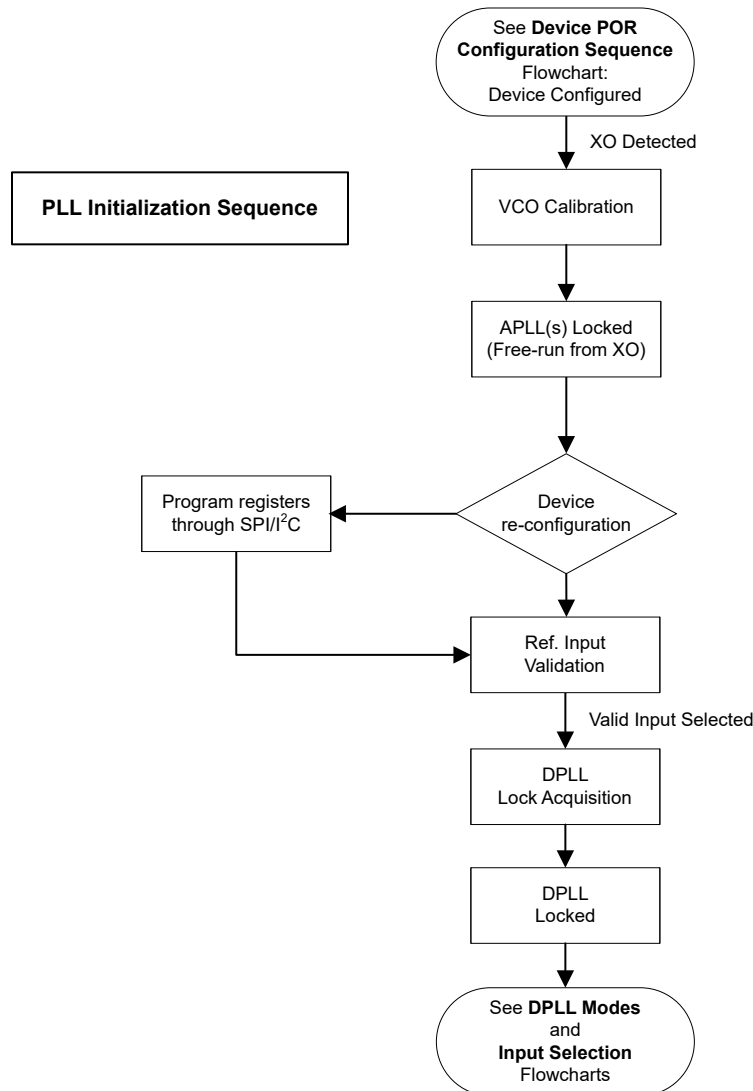 See Device POR
Configuration Sequence
Flowchart:
Device Configured
XO Detected
PLL Initialization Sequence
VCO Calibration
APLL(s) Locked
(Free-run from XO)
Device
re-configuration
Program registers
through SPI/I²C
Ref. Input
Validation
Valid Input Selected
DPLL
Lock Acquisition
DPLL
Locked
See DPLL Modes
and
Input Selection
Flowcharts